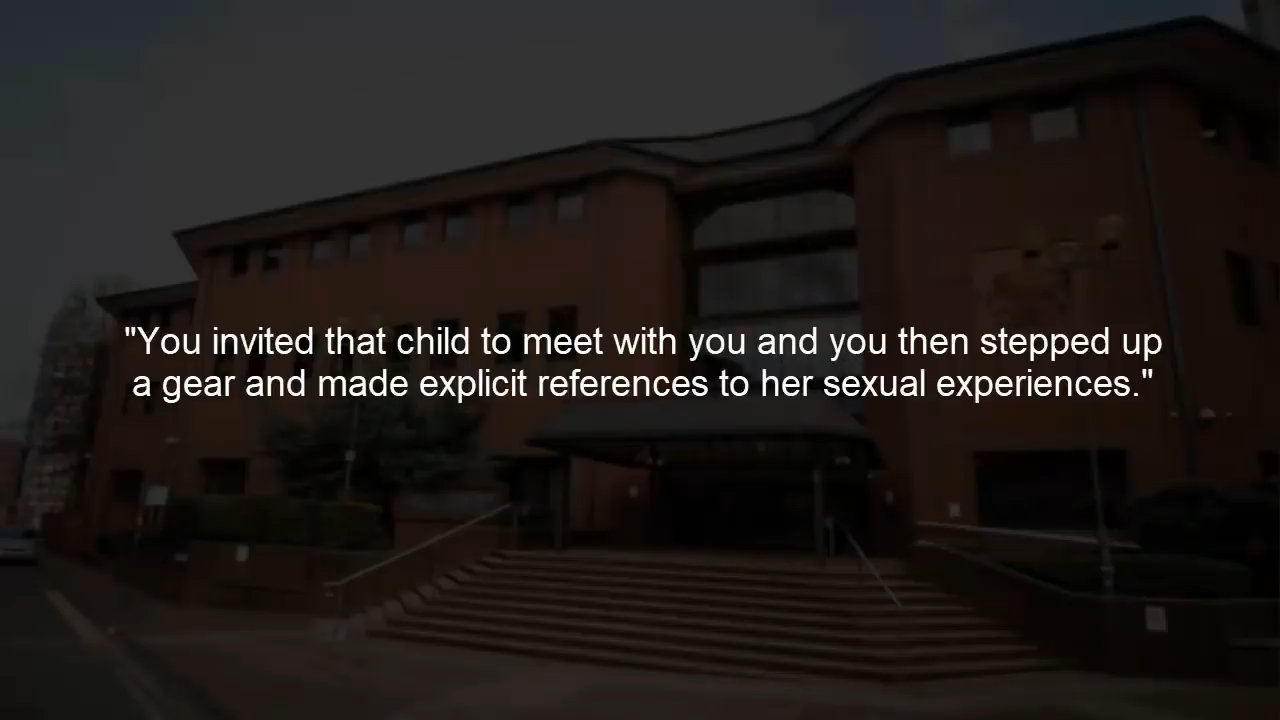 "You invited that child to meet with you and you then stepped up
a gear and made explicit references to her sexual experiences."